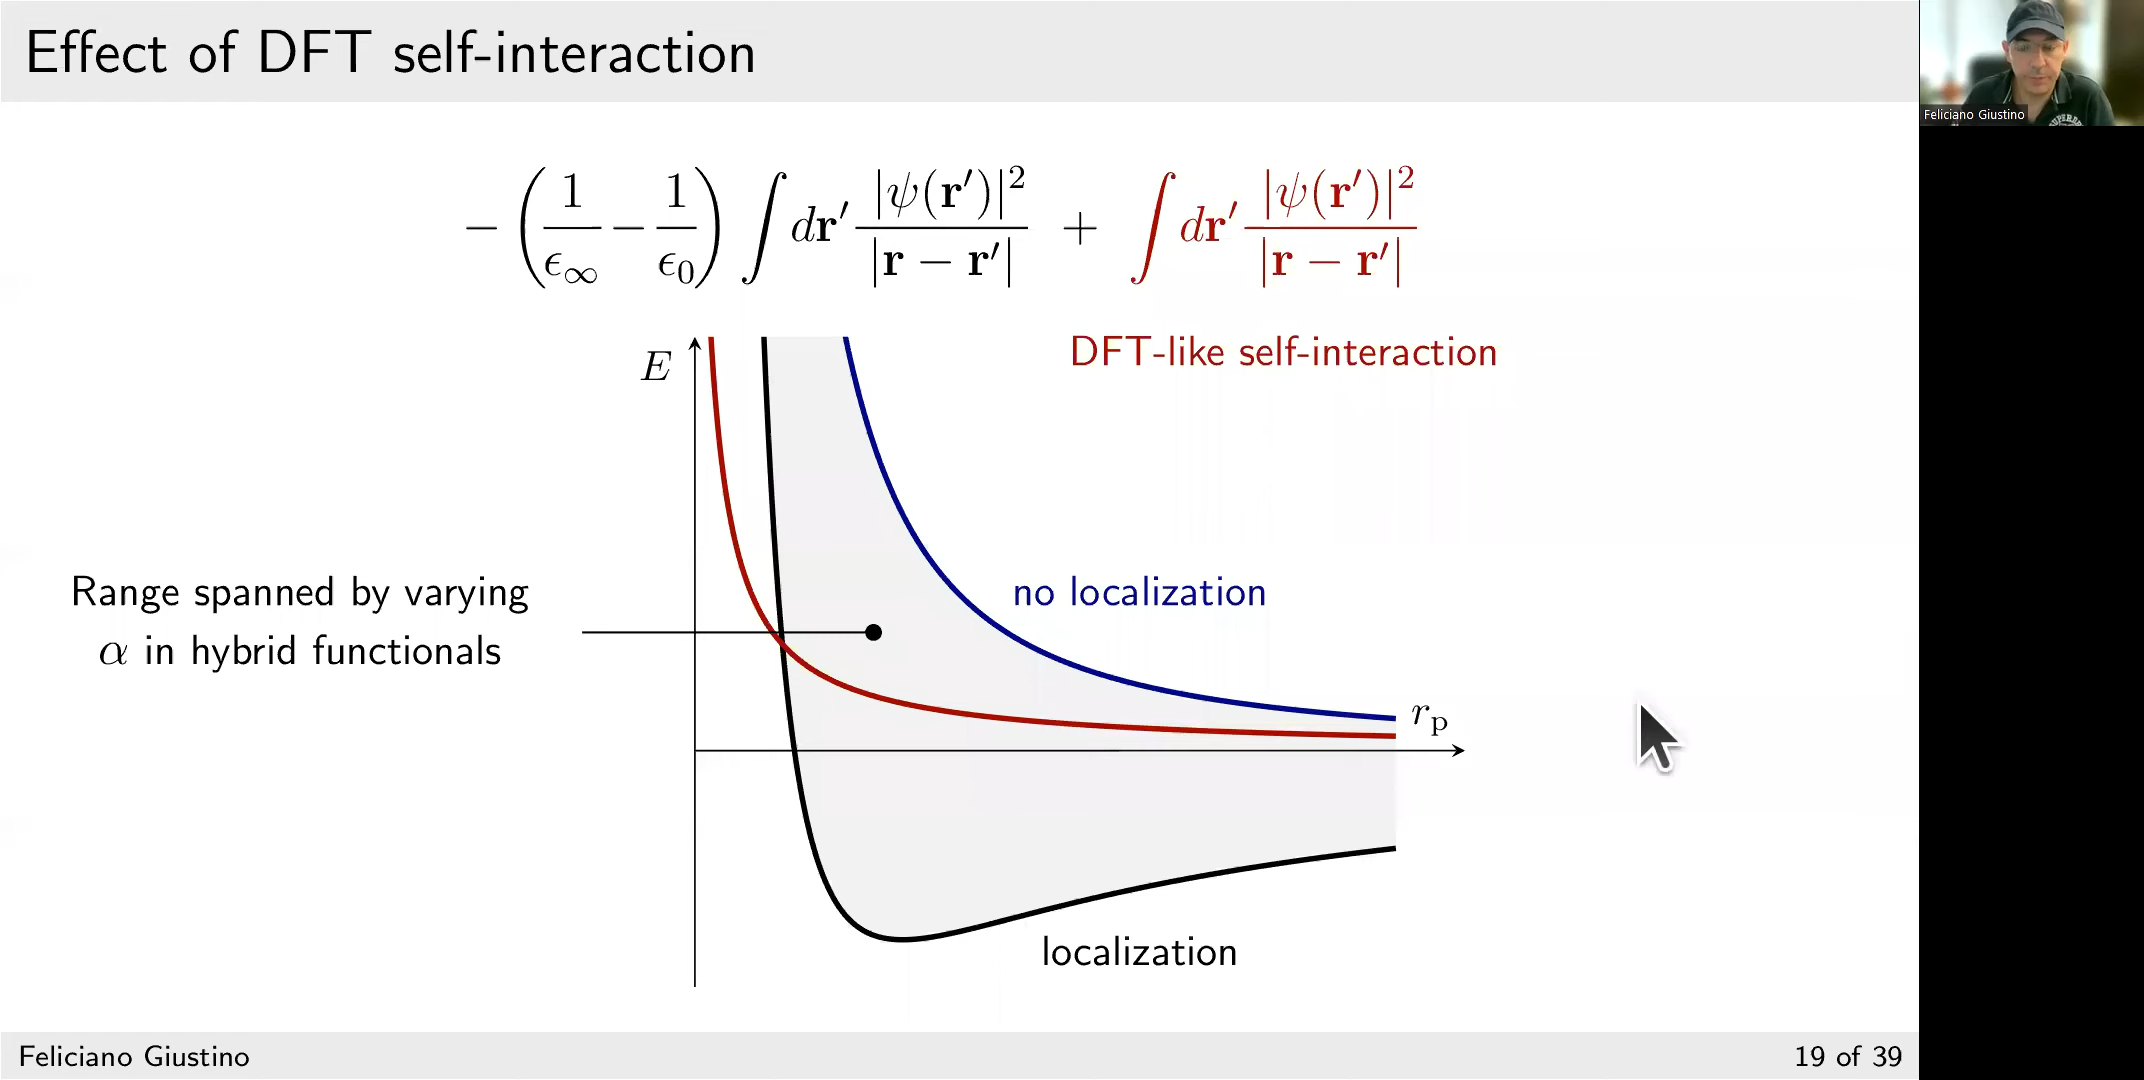 Effect of DFT self-interaction
Feliciano Giustino
− (1/ϵ∞ − 1/ϵ0) ∫ dr′ |ψ(r′)|² / |r − r′| + ∫ dr′ |ψ(r′)|² / |r − r′|
DFT-like self-interaction
E
Range spanned by varying
α in hybrid functionals
no localization
rp
localization
Feliciano Giustino
19 of 39